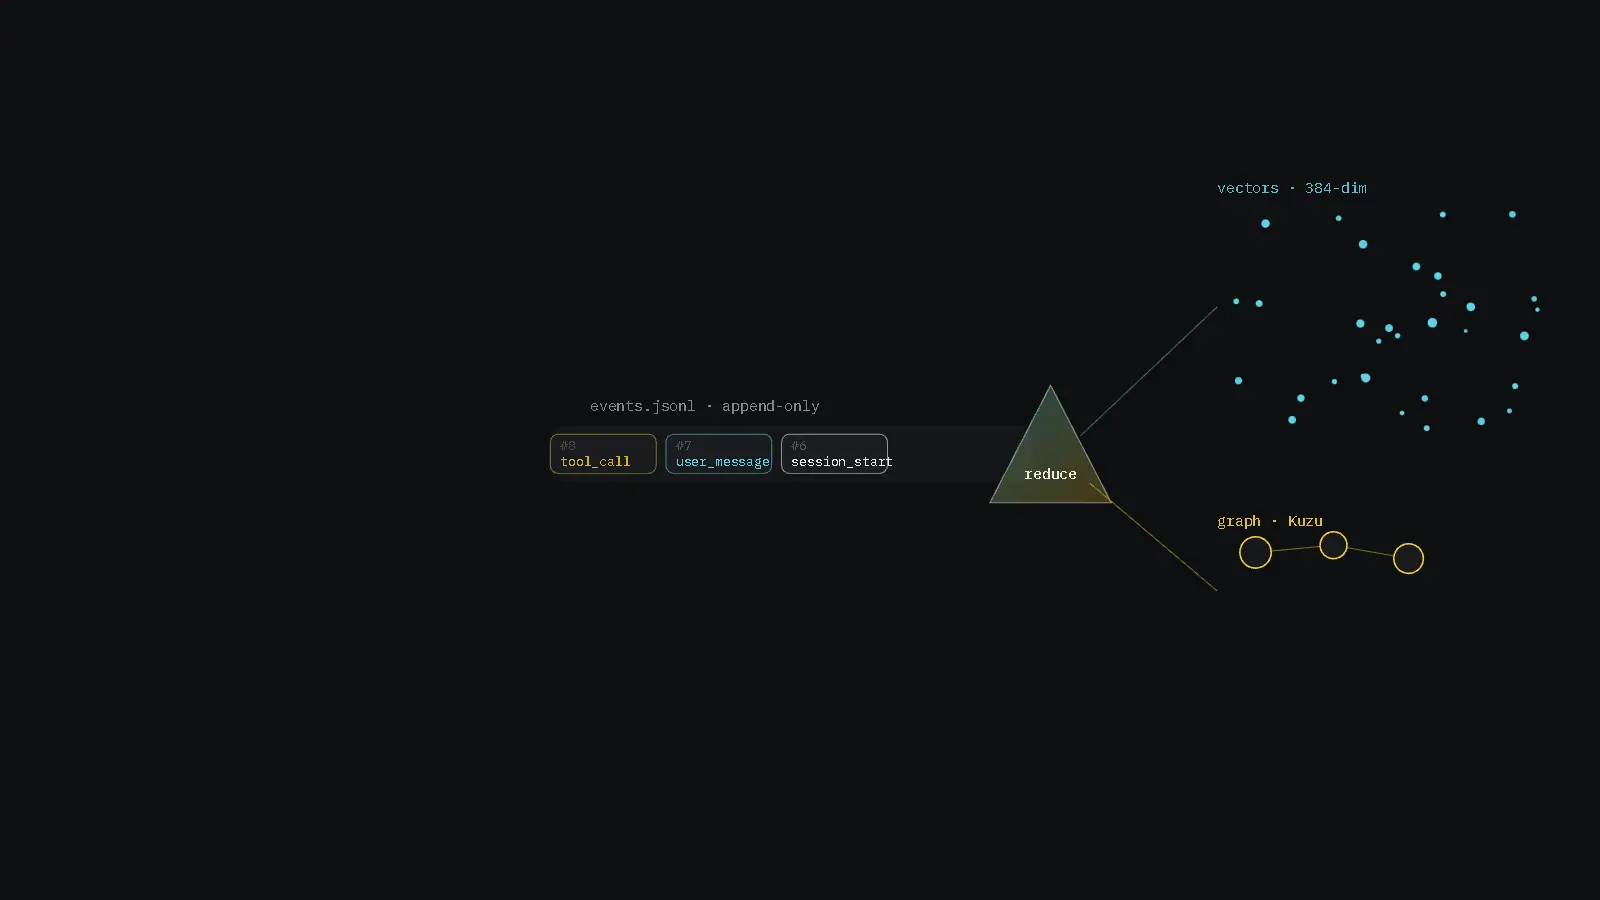 vectors · 384-dim
events.jsonl · append-only
#8
tool_call
#7
user_message
#6
session_start
reduce
graph · Kuzu